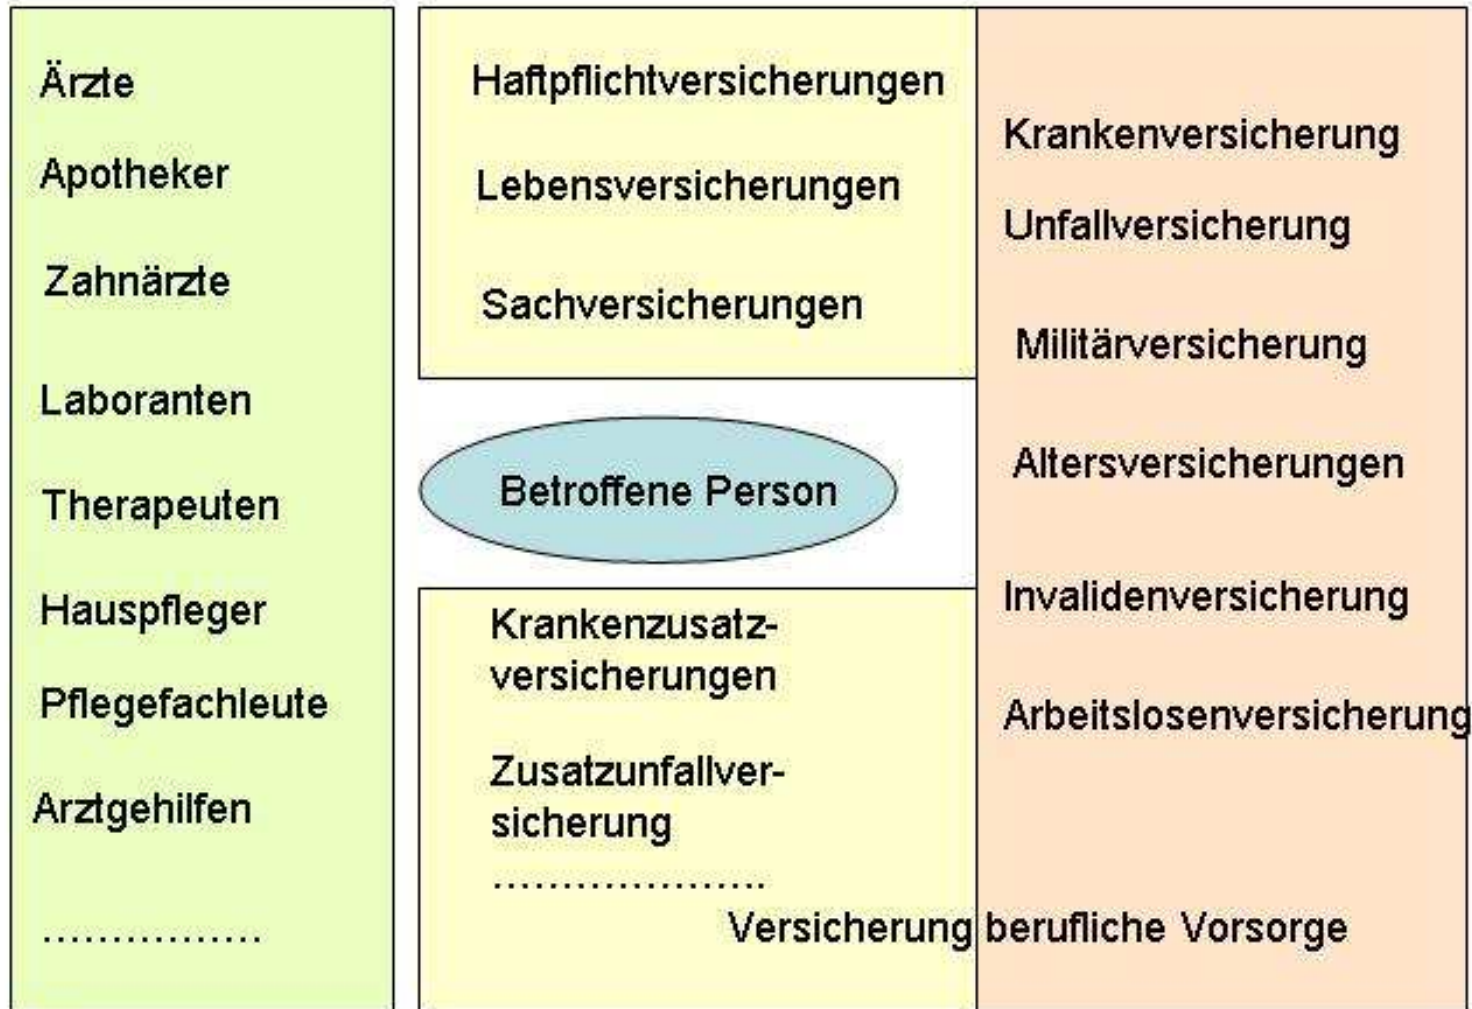 Ärzte
Apotheker
Zahnärzte
Laboranten
Therapeuten
Hauspfleger
Pflegefachleute
Arztgehilfen
................
Haftpflichtversicherungen
Lebensversicherungen
Sachversicherungen
Betroffene Person
Krankenzusatz-
versicherungen
Zusatzunfallver-
sicherung
....................
Versicherung berufliche Vorsorge
Krankenversicherung
Unfallversicherung
Militärversicherung
Altersversicherungen
Invalidenversicherung
Arbeitslosenversicherung